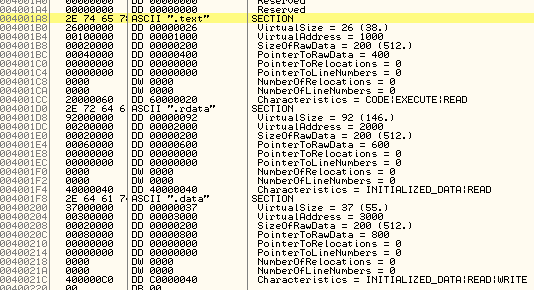 Reserved
004001A4 00000000 DD 00000000 Reserved
004001A8 2E 74 65 7 ASCII ".text" SECTION
004001B0 26000000 DD 00000026 VirtualSize = 26 (38.)
004001B4 00100000 DD 00001000 VirtualAddress = 1000
004001B8 00020000 DD 00000200 SizeOfRawData = 200 (512.)
004001BC 00040000 DD 00000400 PointerToRawData = 400
004001C0 00000000 DD 00000000 PointerToRelocations = 0
004001C4 00000000 DD 00000000 PointerToLineNumbers = 0
004001C8 0000 DW 0000 NumberOfRelocations = 0
004001CA 0000 DW 0000 NumberOfLineNumbers = 0
004001CC 20000060 DD 60000020 Characteristics = CODE|EXECUTE|READ
004001D0 2E 72 64 6 ASCII ".rdata" SECTION
004001D8 92000000 DD 00000092 VirtualSize = 92 (146.)
004001DC 00200000 DD 00002000 VirtualAddress = 2000
004001E0 00020000 DD 00000200 SizeOfRawData = 200 (512.)
004001E4 00060000 DD 00000600 PointerToRawData = 600
004001E8 00000000 DD 00000000 PointerToRelocations = 0
004001EC 00000000 DD 00000000 PointerToLineNumbers = 0
004001F0 0000 DW 0000 NumberOfRelocations = 0
004001F2 0000 DW 0000 NumberOfLineNumbers = 0
004001F4 40000040 DD 40000040 Characteristics = INITIALIZED_DATA|READ
004001F8 2E 64 61 7 ASCII ".data" SECTION
00400200 37000000 DD 00000037 VirtualSize = 37 (55.)
00400204 00300000 DD 00003000 VirtualAddress = 3000
00400208 00020000 DD 00000200 SizeOfRawData = 200 (512.)
0040020C 00080000 DD 00000800 PointerToRawData = 800
00400210 00000000 DD 00000000 PointerToRelocations = 0
00400214 00000000 DD 00000000 PointerToLineNumbers = 0
00400218 0000 DW 0000 NumberOfRelocations = 0
0040021A 0000 DW 0000 NumberOfLineNumbers = 0
0040021C 400000C0 DD C0000040 Characteristics = INITIALIZED_DATA|READ|WRITE
00400220 00 DB 00